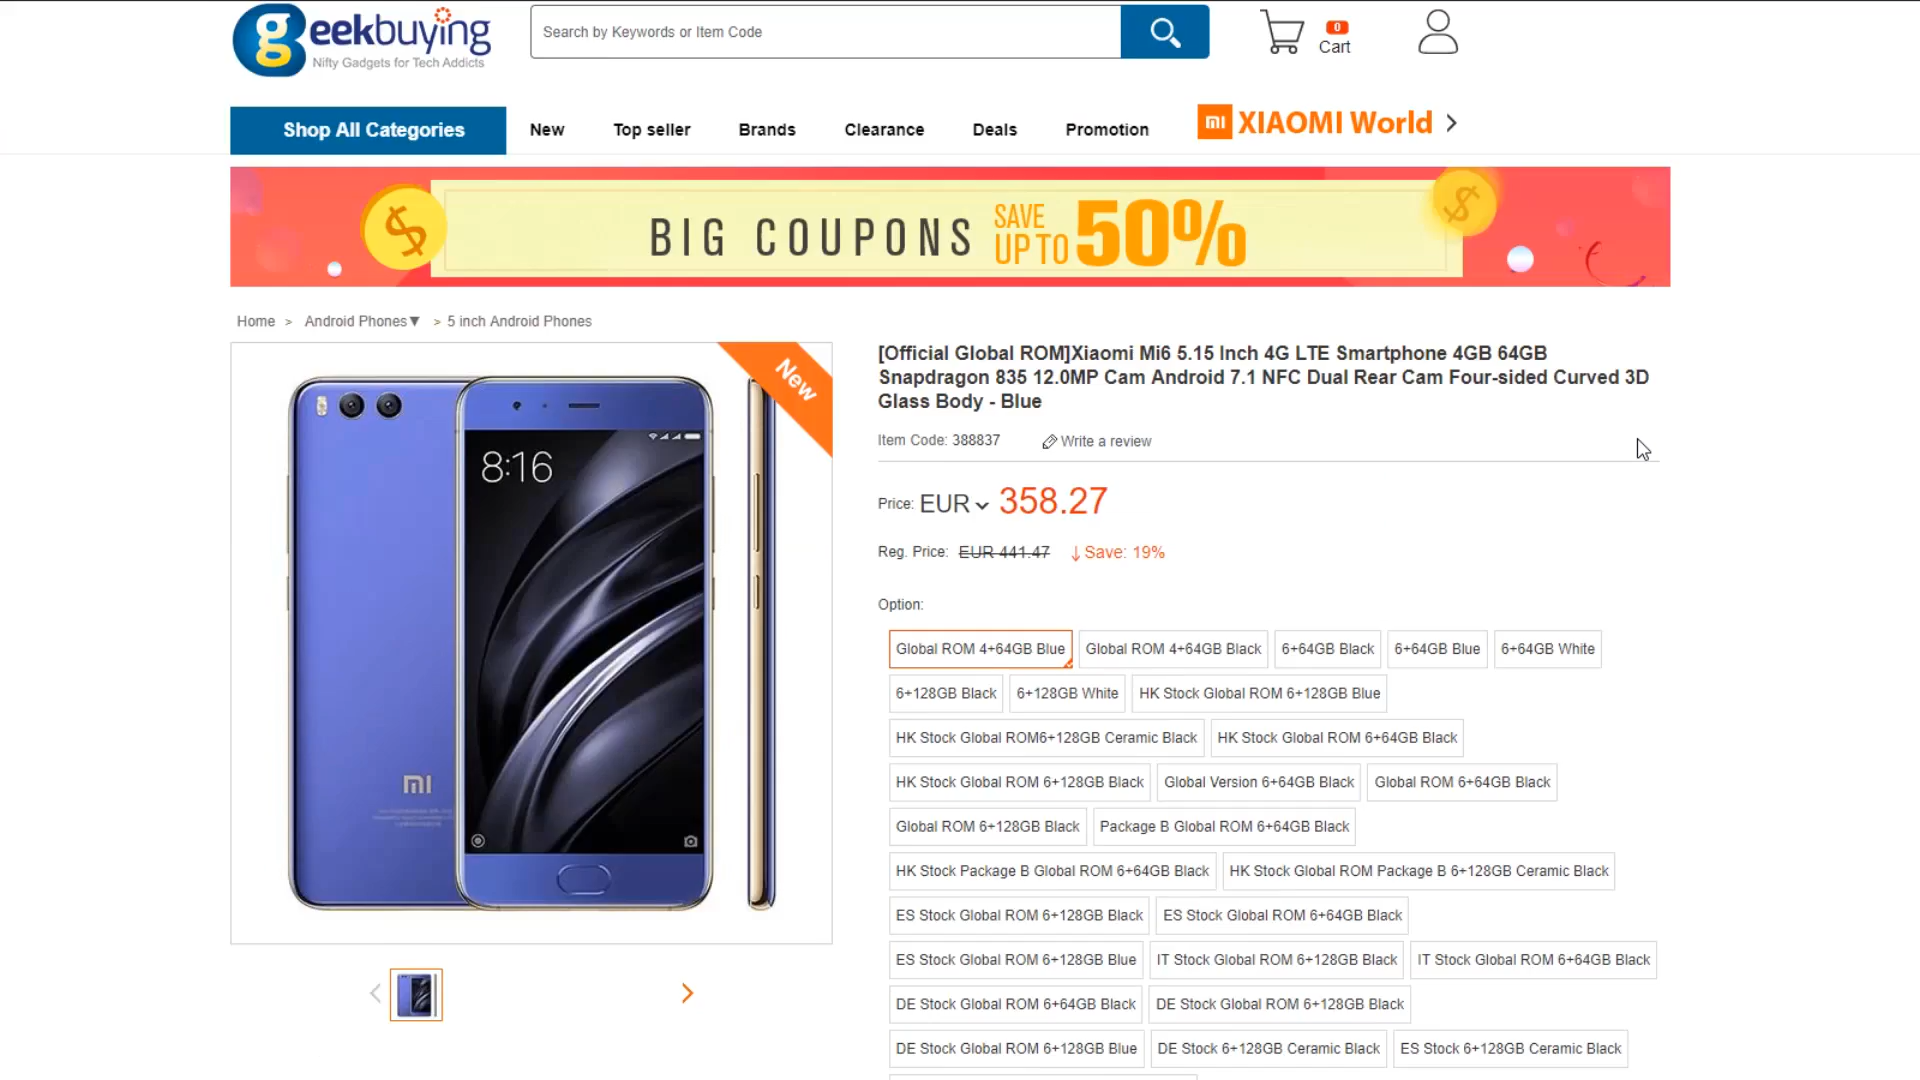 geekbuying
Nifty Gadgets for Tech Addicts
Search by Keywords or Item Code
0
Cart
Shop All Categories
New
Top seller
Brands
Clearance
Deals
Promotion
mi XIAOMI World >
$ BIG COUPONS SAVE UP TO 50% $
Home > Android Phones▼ > 5 inch Android Phones
New
8:16
mi
[Official Global ROM]Xiaomi Mi6 5.15 Inch 4G LTE Smartphone 4GB 64GB
Snapdragon 835 12.0MP Cam Android 7.1 NFC Dual Rear Cam Four-sided Curved 3D
Glass Body - Blue
Item Code: 388837 Write a review
Price: EUR 358.27
Reg. Price: EUR 441.47 ↓Save: 19%
Option:
Global ROM 4+64GB Blue Global ROM 4+64GB Black 6+64GB Black 6+64GB Blue 6+64GB White
6+128GB Black 6+128GB White HK Stock Global ROM 6+128GB Blue
HK Stock Global ROM6+128GB Ceramic Black HK Stock Global ROM 6+64GB Black
HK Stock Global ROM 6+128GB Black Global Version 6+64GB Black Global ROM 6+64GB Black
Global ROM 6+128GB Black Package B Global ROM 6+64GB Black
HK Stock Package B Global ROM 6+64GB Black HK Stock Global ROM Package B 6+128GB Ceramic Black
ES Stock Global ROM 6+128GB Black ES Stock Global ROM 6+64GB Black
ES Stock Global ROM 6+128GB Blue IT Stock Global ROM 6+128GB Black IT Stock Global ROM 6+64GB Black
DE Stock Global ROM 6+64GB Black DE Stock Global ROM 6+128GB Black
DE Stock Global ROM 6+128GB Blue DE Stock 6+128GB Ceramic Black ES Stock 6+128GB Ceramic Black